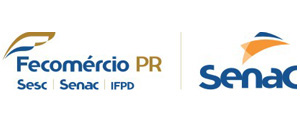 Fecomércio PR
Sesc | Senac | IFPD
Senac